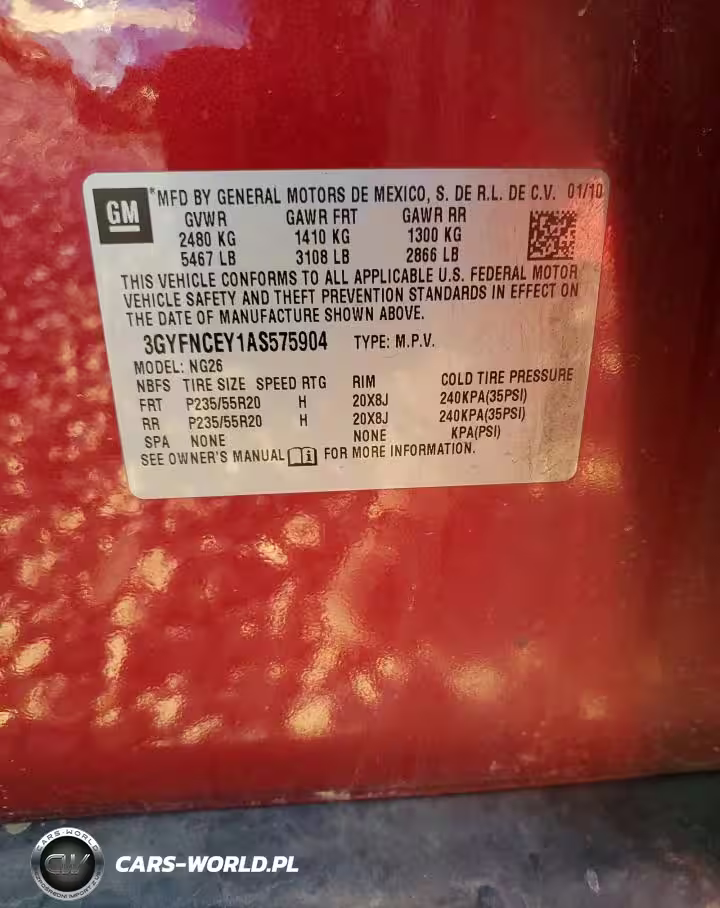 GM
*MFD BY GENERAL MOTORS DE MEXICO, S. DE R.L. DE C.V. 01/10
GVWR GAWR FRT GAWR RR
2480 KG 1410 KG 1300 KG
5467 LB 3108 LB 2866 LB
THIS VEHICLE CONFORMS TO ALL APPLICABLE U.S. FEDERAL MOTOR
VEHICLE SAFETY AND THEFT PREVENTION STANDARDS IN EFFECT ON
THE DATE OF MANUFACTURE SHOWN ABOVE.
3GYFNCEY1AS575904 TYPE: M.P.V.
MODEL: NG26
NBFS TIRE SIZE SPEED RTG RIM COLD TIRE PRESSURE
FRT P235/55R20 H 20X8J 240KPA(35PSI)
RR P235/55R20 H 20X8J 240KPA(35PSI)
SPA NONE NONE KPA(PSI)
SEE OWNER'S MANUAL FOR MORE INFORMATION.
CARS-WORLD
CW
CARS-WORLD.PL